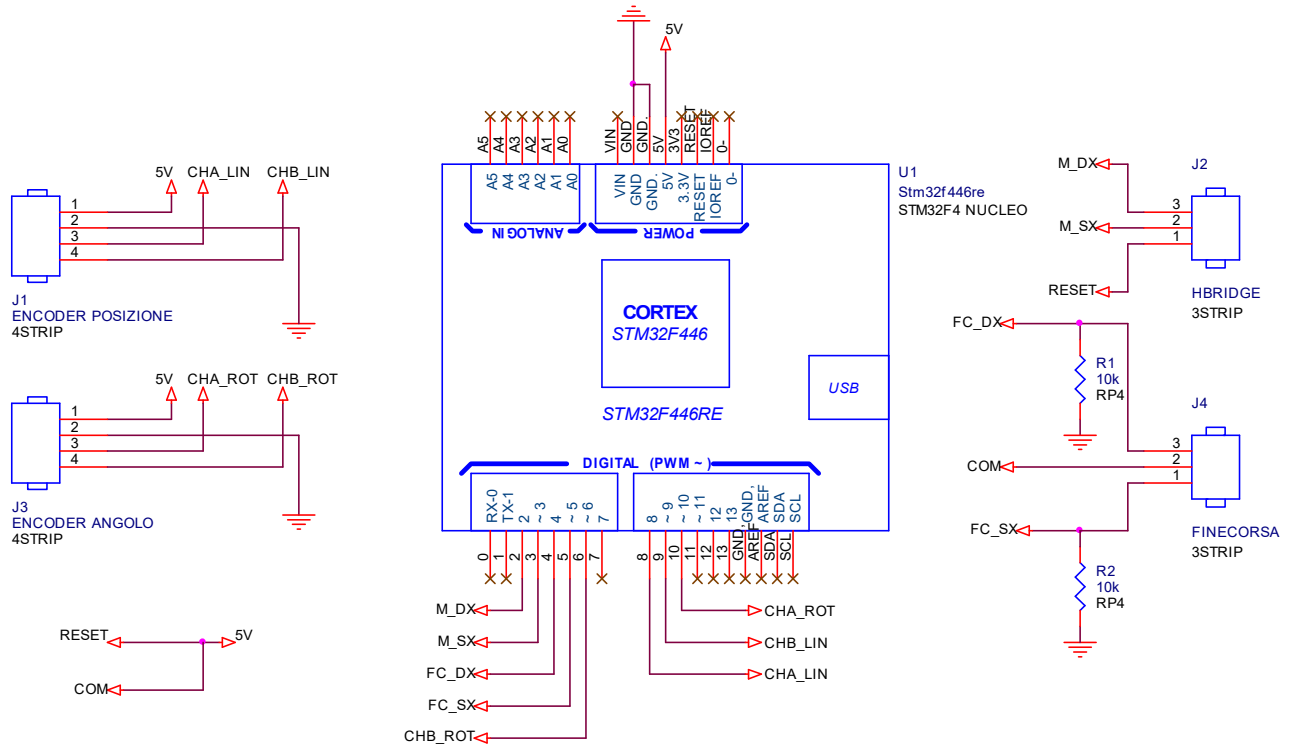 5V
A5
A4
A3
A2
A1
A0
VIN
GND
GND.
5V
3V3
RESET
IOREF
0-
A5
A4
A3
A2
A1
A0
VIN
GND
GND.
5V
3.3V
RESET
IOREF
0-
ANALOG IN
POWER
U1
Stm32f446re
STM32F4 NUCLEO
CORTEX
STM32F446
STM32F446RE
USB
DIGITAL (PWM ~ )
RX-0
TX-1
2
~ 3
4
~ 5
~ 6
7
8
~ 9
~ 10
~ 11
12
13
GND,
AREF
SDA
SCL
0
1
2
3
4
5
6
7
8
9
10
11
12
13
GND,
AREF
SDA
SCL
M_DX
M_SX
FC_DX
FC_SX
CHB_ROT
CHA_ROT
CHB_LIN
CHA_LIN
5V CHA_LIN CHB_LIN
1
2
3
4
J1
ENCODER POSIZIONE
4STRIP
5V CHA_ROT CHB_ROT
1
2
3
4
J3
ENCODER ANGOLO
4STRIP
RESET 5V
COM
M_DX
M_SX
RESET
J2
3
2
1
HBRIDGE
3STRIP
FC_DX
R1
10k
RP4
J4
3
2
1
COM
FC_SX
FINECORSA
3STRIP
R2
10k
RP4